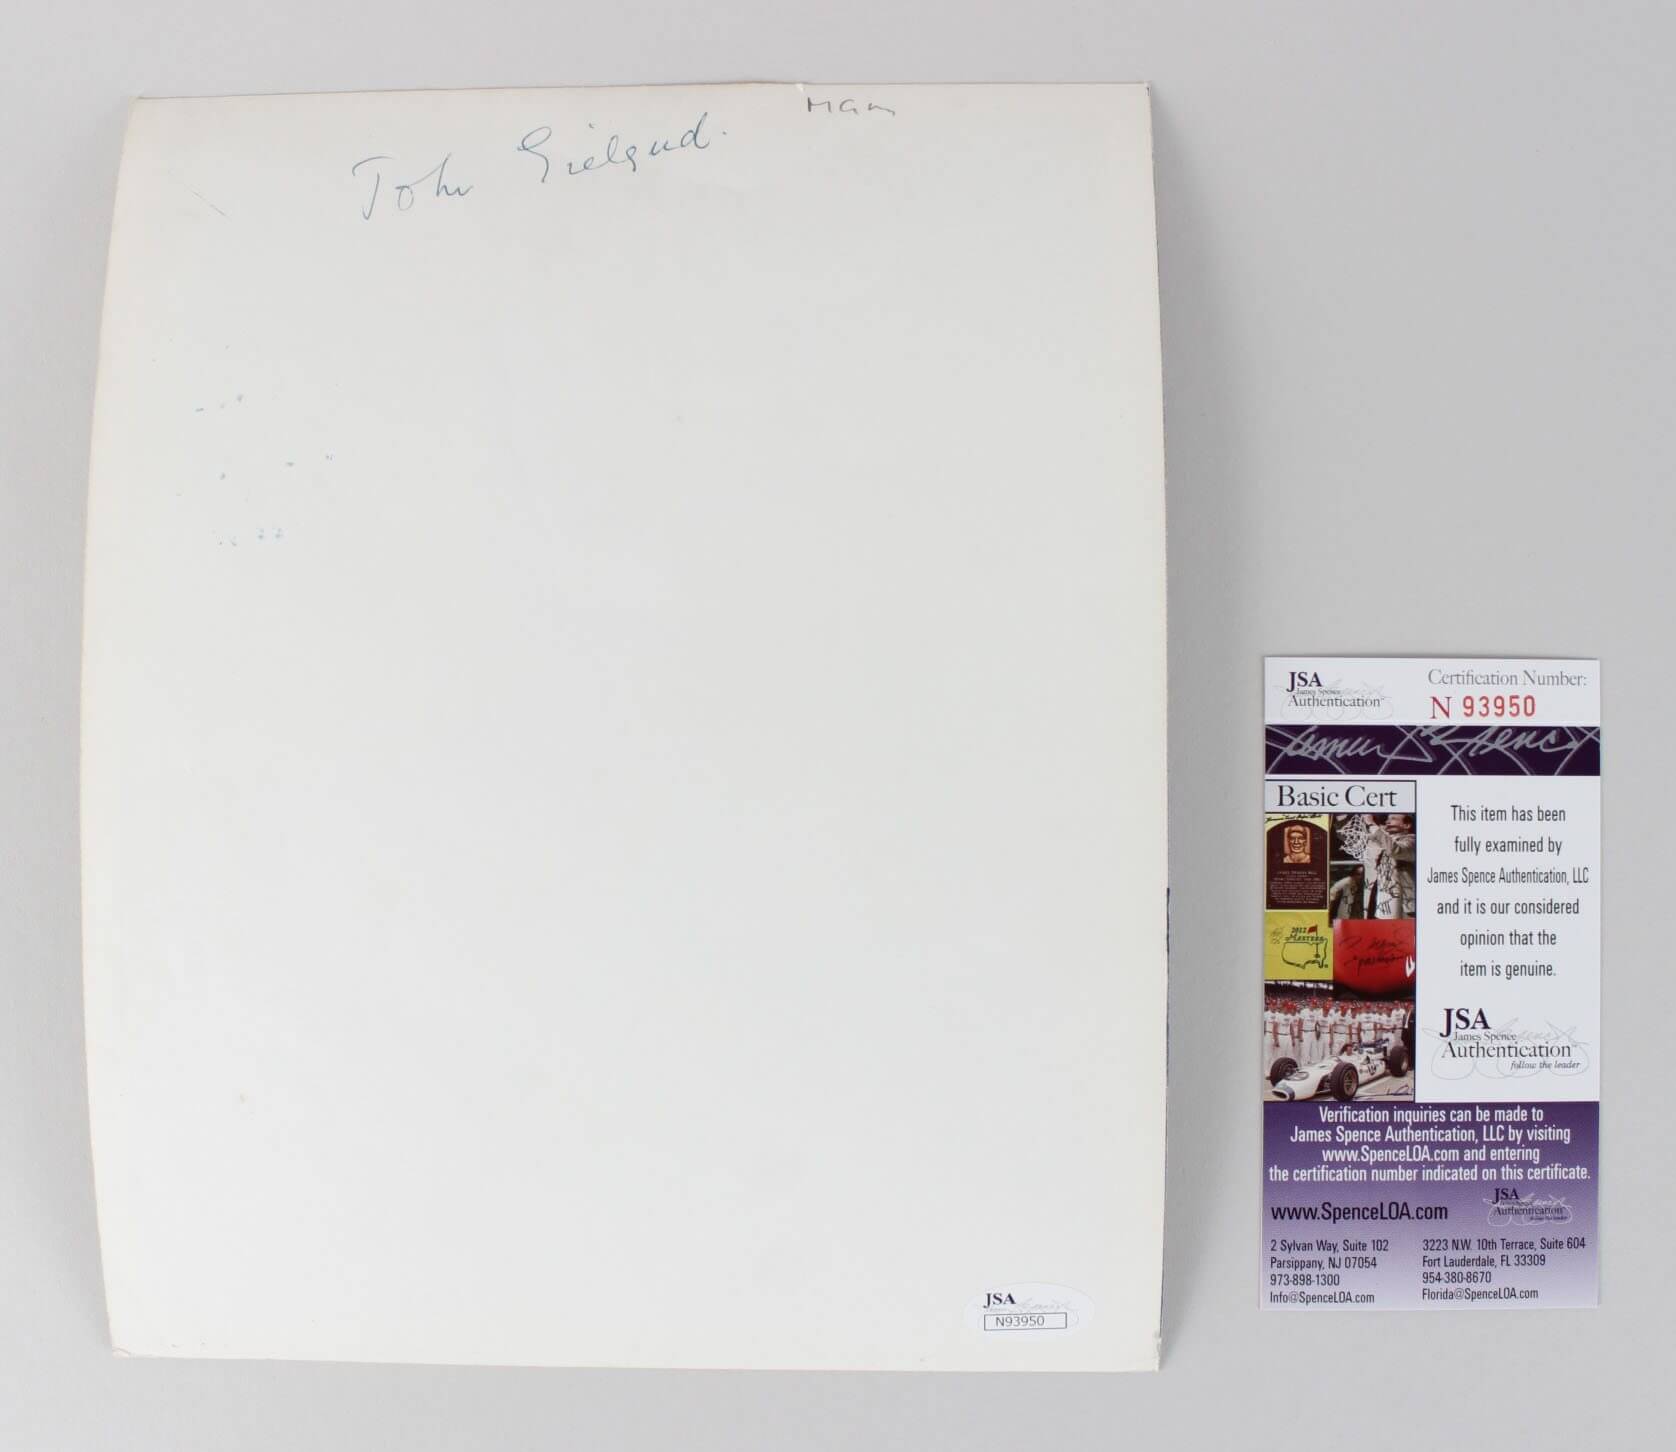 MGM
John Gielgud.
JSA
N93950
JSA
James Spence
Authentication
Certification Number:
N 93950
Basic Cert
2012
MASTERS
This item has been
fully examined by
James Spence Authentication, LLC
and it is our considered
opinion that the
item is genuine.
JSA
James Spence
Authentication™
follow the leader
Verification inquiries can be made to
James Spence Authentication, LLC by visiting
www.SpenceLOA.com and entering
the certification number indicated on this certificate.
www.SpenceLOA.com
JSA
Authentication
2 Sylvan Way, Suite 102
Parsippany, NJ 07054
973-898-1300
Info@SpenceLOA.com
3223 N.W. 10th Terrace, Suite 604
Fort Lauderdale, FL 33309
954-380-8670
Florida@SpenceLOA.com